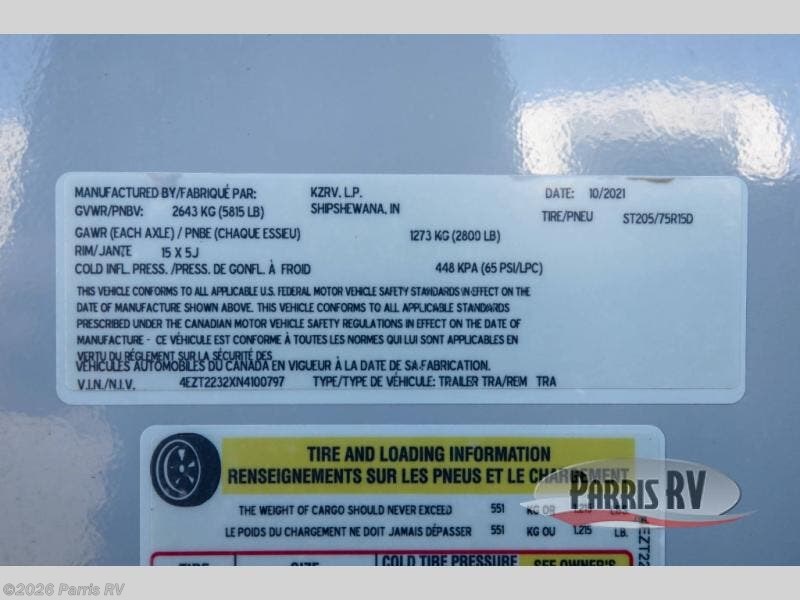 MANUFACTURED BY/FABRIQUÉ PAR: KZRV, L.P. DATE: 10/2021
GVWR/PNBV: 2643 KG (5815 LB) SHIPSHEWANA, IN
TIRE/PNEU ST205/75R15D
GAWR (EACH AXLE) / PNBE (CHAQUE ESSIEU) 1273 KG (2800 LB)
RIM/JANTE 15 X 5J
COLD INFL. PRESS. /PRESS. DE GONFL. À FROID 448 KPA (65 PSI/LPC)
THIS VEHICLE CONFORMS TO ALL APPLICABLE U.S. FEDERAL MOTOR VEHICLE SAFETY STANDARDS IN EFFECT ON THE
DATE OF MANUFACTURE SHOWN ABOVE. THIS VEHICLE CONFORMS TO ALL APPLICABLE STANDARDS
PRESCRIBED UNDER THE CANADIAN MOTOR VEHICLE SAFETY REGULATIONS IN EFFECT ON THE DATE OF
MANUFACTURE - CE VÉHICULE EST CONFORME À TOUTES LES NORMES QUI LUI SONT APPLICABLES EN
VERTU DU RÉGLEMENT SUR LA SÉCURITÉ DES
VÉHICULES AUTOMOBILES DU CANADA EN VIGUEUR À LA DATE DE SA FABRICATION.
V.I.N./N.I.V. 4EZT2232XN4100797 TYPE/TYPE DE VÉHICULE: TRAILER TRA/REM TRA
TIRE AND LOADING INFORMATION
RENSEIGNEMENTS SUR LES PNEUS ET LE CHARGEMENT
THE WEIGHT OF CARGO SHOULD NEVER EXCEED 551 KG OR 1,215 LB.
LE POIDS DU CHARGEMENT NE DOIT JAMAIS DÉPASSER 551 KG OU 1,215 LB.
PARRIS RV
COLD TIRE PRESSURE SEE OWNER'S
©2026 Parris RV